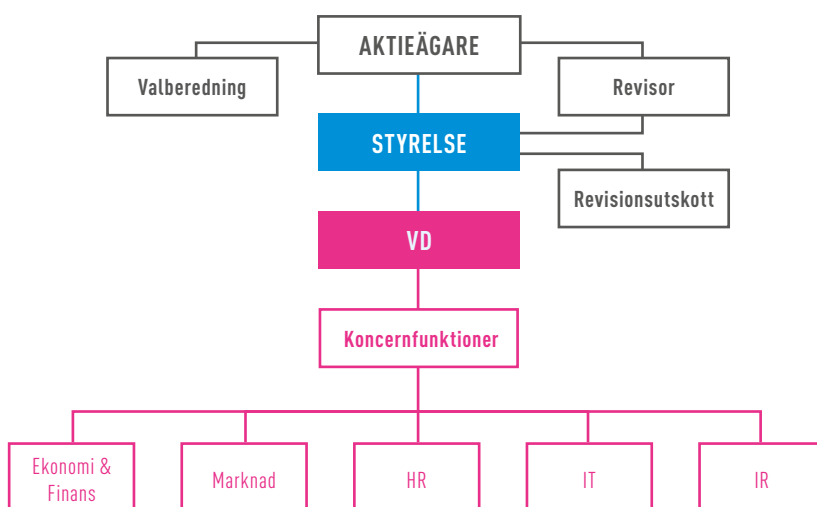 AKTIEÄGARE
Valberedning
Revisor
STYRELSE
Revisionsutskott
VD
Koncernfunktioner
Ekonomi &
Finans
Marknad
HR
IT
IR